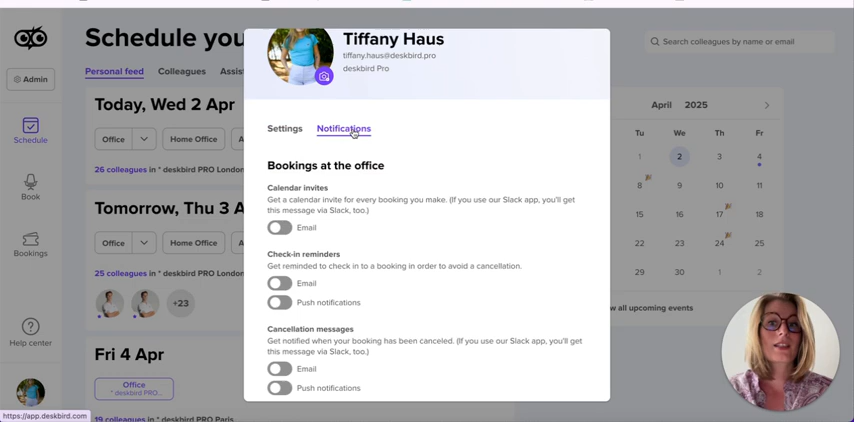 Schedule you
Search colleagues by name or email
Admin
Schedule
Book
Bookings
Help center
https://app.deskbird.com
Personal feed
Colleagues
Today, Wed 2 Apr
Office
Home Office
26 colleagues in * deskbird PRO London
Tomorrow, Thu 3 A
Office
Home Office
25 colleagues in * deskbird PRO London
+23
Fri 4 Apr
Office
* deskbird PRO...
19 colleagues in * deskbird PRO Paris
Tiffany Haus
tiffany.haus@deskbird.pro
deskbird Pro
Settings
Notifications
Bookings at the office
Calendar invites
Get a calendar invite for every booking you make. (If you use our Slack app, you'll get
this message via Slack, too.)
Email
Check-in reminders
Get reminded to check in to a booking in order to avoid a cancellation.
Email
Push notifications
Cancellation messages
Get notified when your booking has been canceled. (If you use our Slack app, you'll get
this message via Slack, too.)
Email
Push notifications
April 2025
Tu We Th Fr
1 2 3 4
8 9 10 11
15 16 17 18
22 23 24 25
29 30 1 2
w all upcoming events